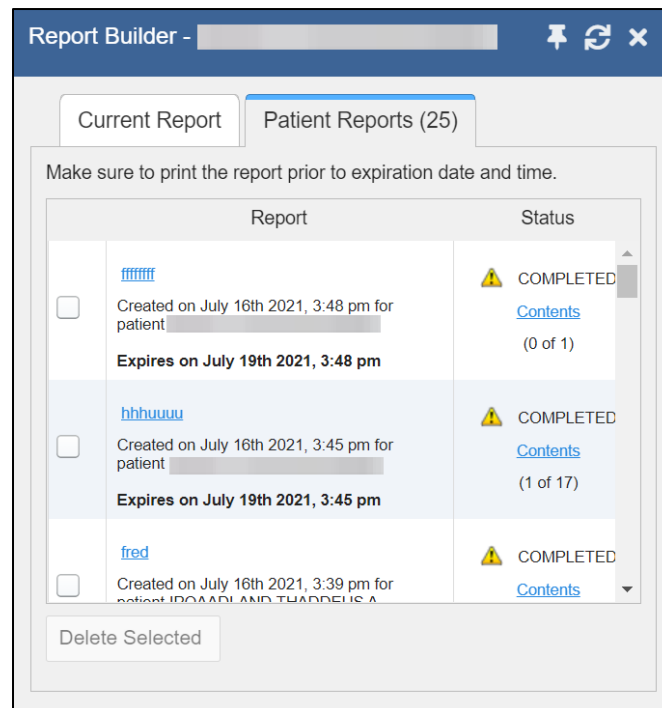 Report Builder -
Current Report
Patient Reports (25)
Make sure to print the report prior to expiration date and time.
Report Status
ffffffff
Created on July 16th 2021, 3:48 pm for
patient
Expires on July 19th 2021, 3:48 pm
COMPLETED
Contents
(0 of 1)
hhhuuuu
Created on July 16th 2021, 3:45 pm for
patient
Expires on July 19th 2021, 3:45 pm
COMPLETED
Contents
(1 of 17)
fred
Created on July 16th 2021, 3:39 pm for
patient
COMPLETED
Contents
Delete Selected